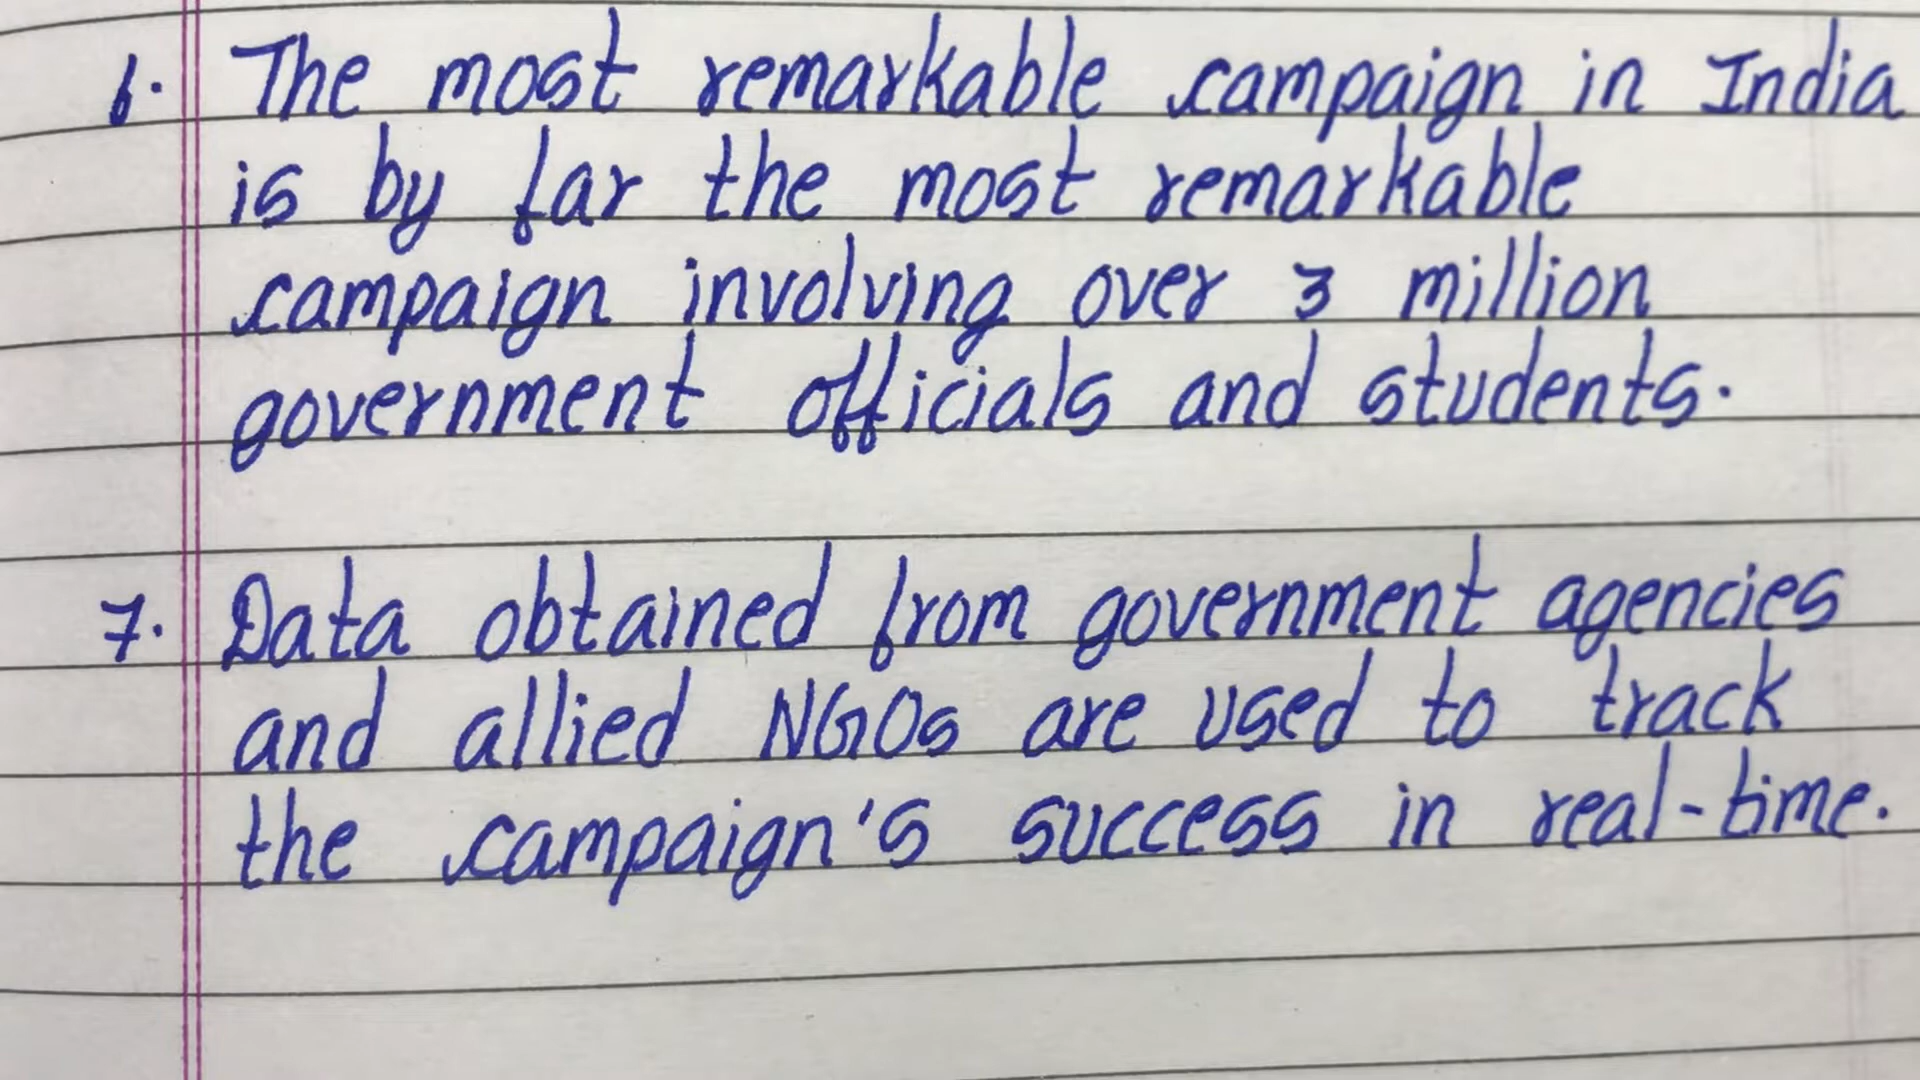 6. The most remarkable campaign in India
is by far the most remarkable
campaign involving over 3 million
government officials and students.
7. Data obtained from government agencies
and allied NGOs are used to track
the campaign's success in real-time.